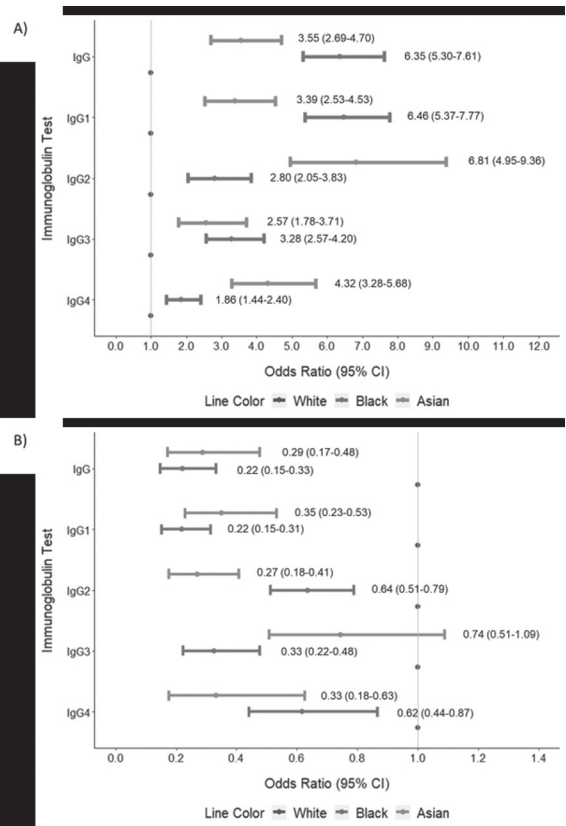 A)
Immunoglobulin Test
IgG
3.55 (2.69-4.70)
6.35 (5.30-7.61)
IgG1
3.39 (2.53-4.53)
6.46 (5.37-7.77)
IgG2
6.81 (4.95-9.36)
2.80 (2.05-3.83)
IgG3
2.57 (1.78-3.71)
3.28 (2.57-4.20)
IgG4
4.32 (3.28-5.68)
1.86 (1.44-2.40)
0.0 1.0 2.0 3.0 4.0 5.0 6.0 7.0 8.0 9.0 10.0 11.0 12.0
Odds Ratio (95% CI)
Line Color White Black Asian
B)
Immunoglobulin Test
IgG
0.29 (0.17-0.48)
0.22 (0.15-0.33)
IgG1
0.35 (0.23-0.53)
0.22 (0.15-0.31)
IgG2
0.27 (0.18-0.41)
0.64 (0.51-0.79)
IgG3
0.74 (0.51-1.09)
0.33 (0.22-0.48)
IgG4
0.33 (0.18-0.63)
0.62 (0.44-0.87)
0.0 0.2 0.4 0.6 0.8 1.0 1.2 1.4
Odds Ratio (95% CI)
Line Color White Black Asian